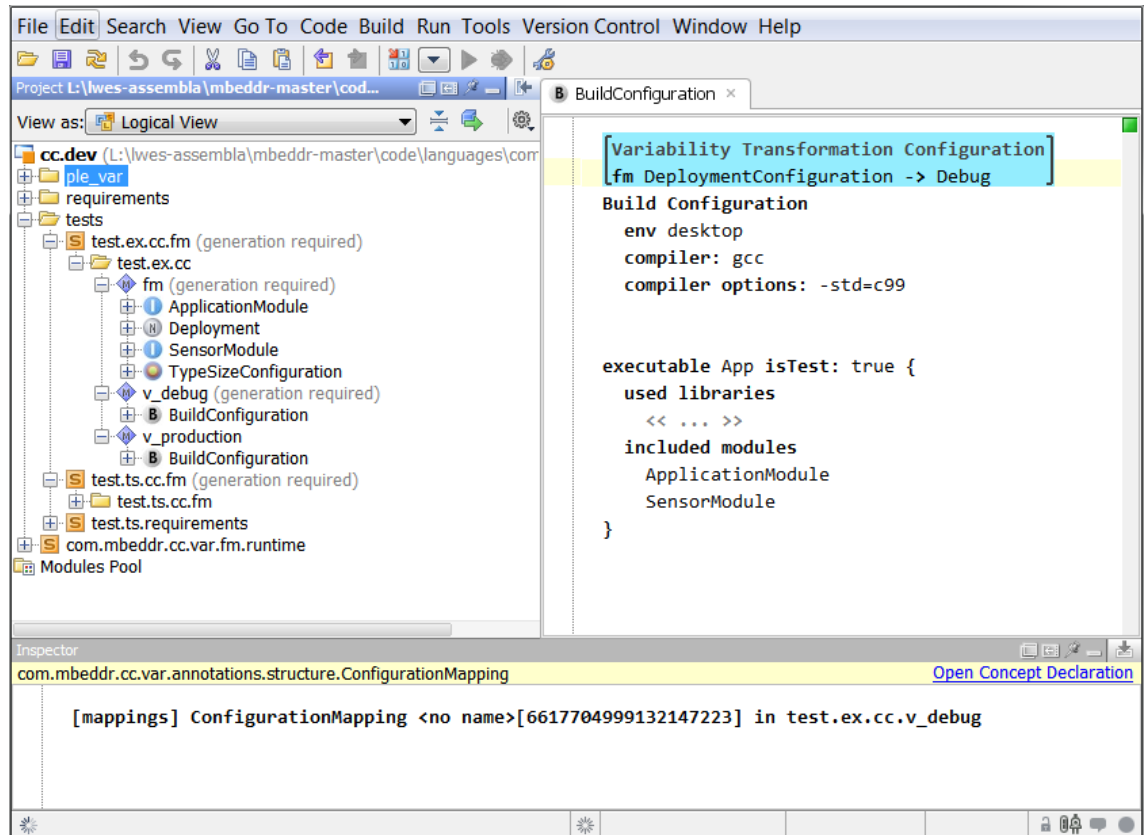 File Edit Search View Go To Code Build Run Tools Version Control Window Help
Project L:\lwes-assembla\mbeddr-master\cod...
View as: Logical View
cc.dev (L:\lwes-assembla\mbeddr-master\code\languages\com
ple_var
requirements
tests
test.ex.cc.fm (generation required)
test.ex.cc
fm (generation required)
ApplicationModule
Deployment
SensorModule
TypeSizeConfiguration
v_debug (generation required)
BuildConfiguration
v_production
BuildConfiguration
test.ts.cc.fm (generation required)
test.ts.cc.fm
test.ts.requirements
com.mbeddr.cc.var.fm.runtime
Modules Pool
BuildConfiguration
Variability Transformation Configuration
fm DeploymentConfiguration -> Debug
Build Configuration
env desktop
compiler: gcc
compiler options: -std=c99
executable App isTest: true {
used libraries
<< ... >>
included modules
ApplicationModule
SensorModule
}
Inspector
com.mbeddr.cc.var.annotations.structure.ConfigurationMapping Open Concept Declaration
[mappings] ConfigurationMapping <no name>[6617704999132147223] in test.ex.cc.v_debug